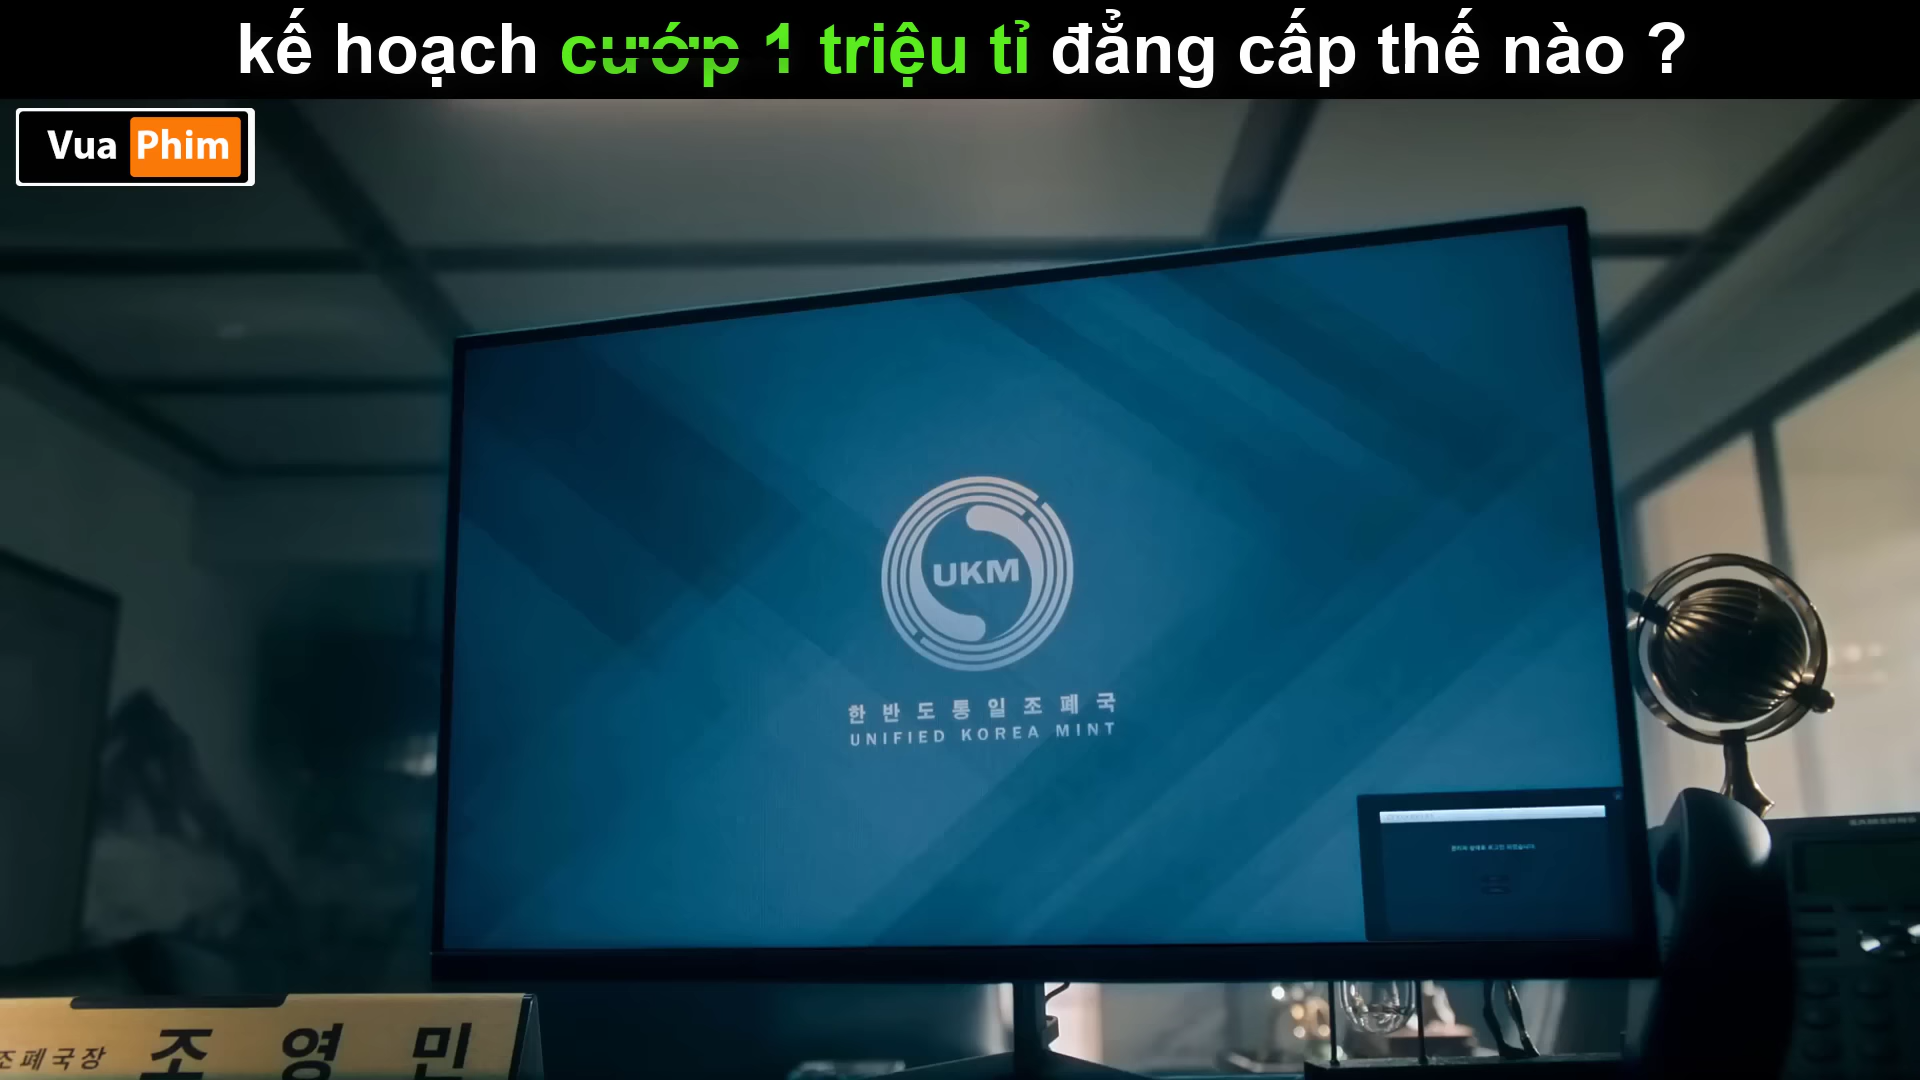 kế hoạch cướp 1 triệu tỉ đẳng cấp thế nào ?
Vua Phim
UKM
한반도통일조폐국
UNIFIED KOREA MINT
SAMSUNG
조폐국장 조영민